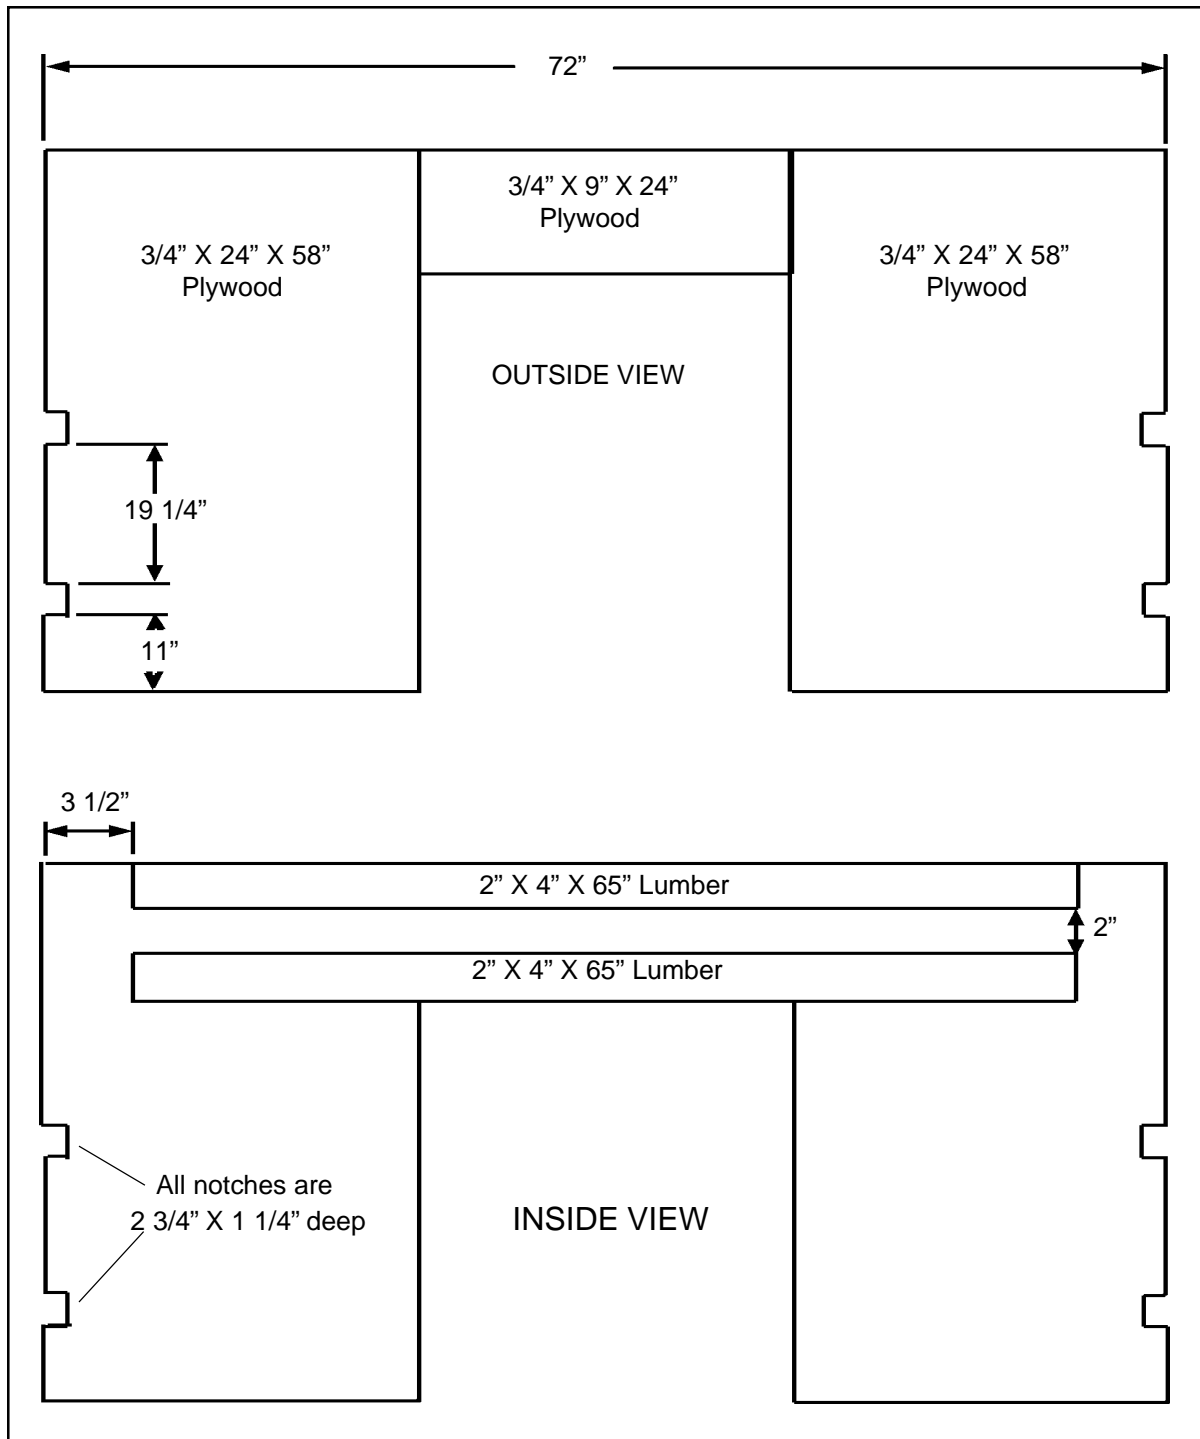 72”
3/4” X 9” X 24”
Plywood
3/4” X 24” X 58”
Plywood
3/4” X 24” X 58”
Plywood
OUTSIDE VIEW
19 1/4”
11”
3 1/2”
2” X 4” X 65” Lumber
2”
2” X 4” X 65” Lumber
All notches are
2 3/4” X 1 1/4” deep
INSIDE VIEW